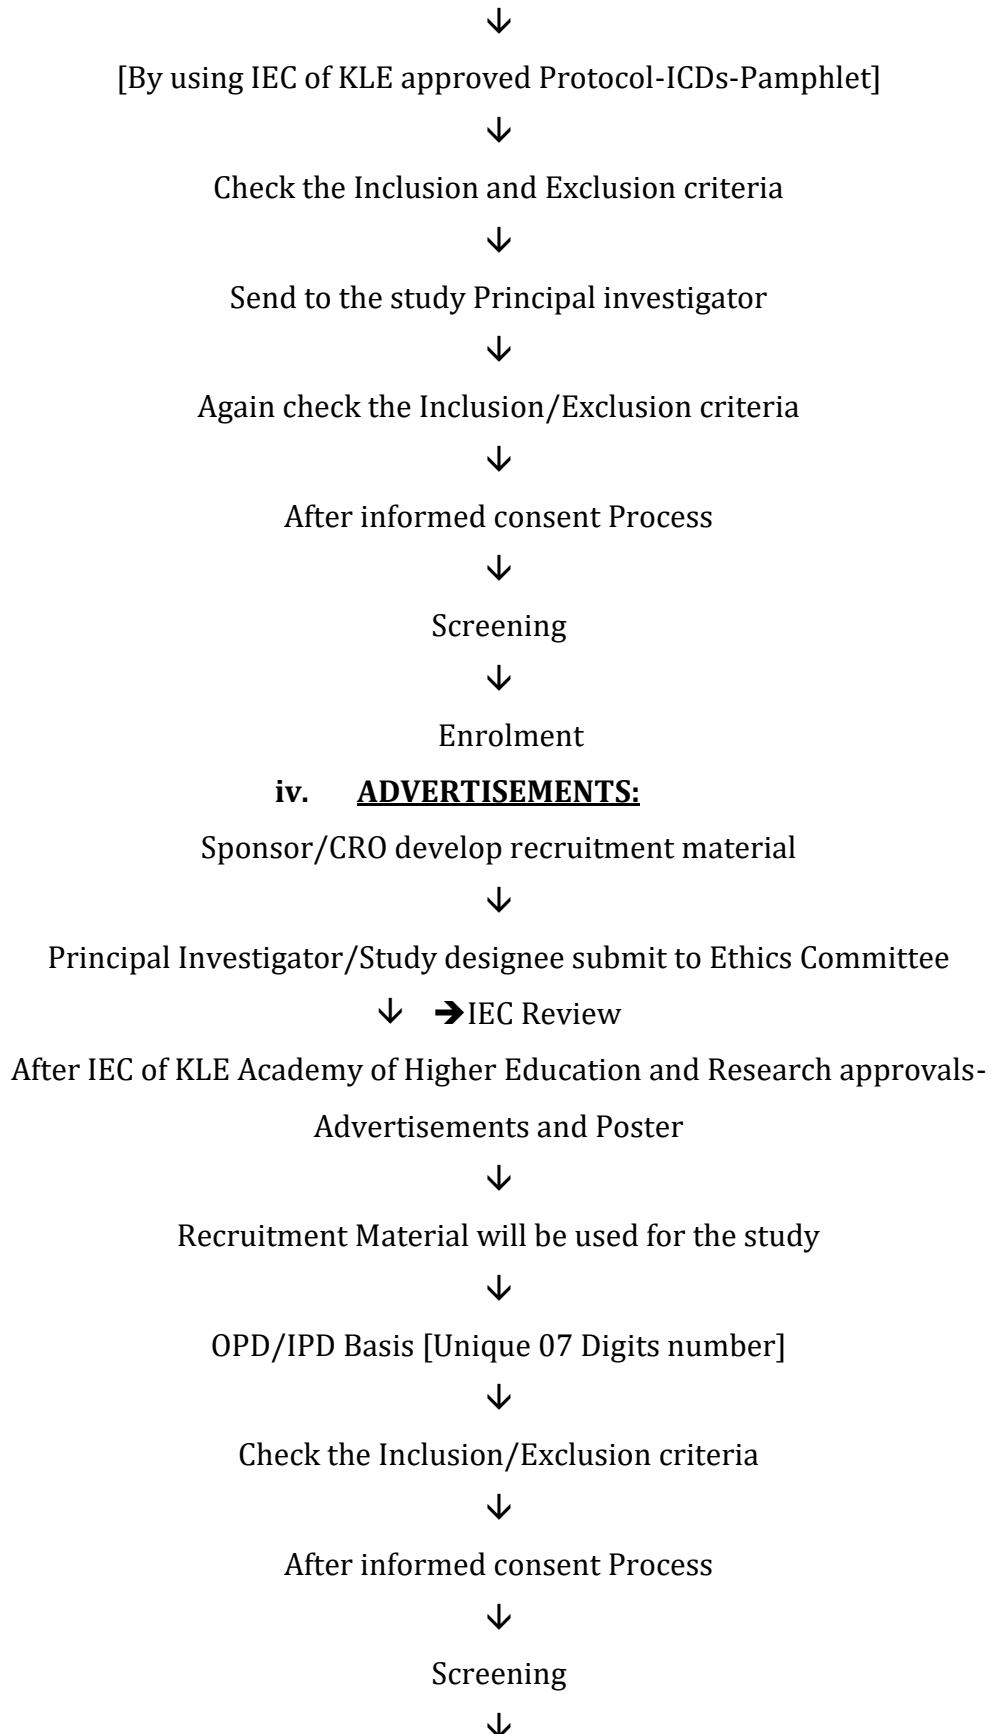 ↓
[By using IEC of KLE approved Protocol-ICDs-Pamphlet]
↓
Check the Inclusion and Exclusion criteria
↓
Send to the study Principal investigator
↓
Again check the Inclusion/Exclusion criteria
↓
After informed consent Process
↓
Screening
↓
Enrolment
iv. ADVERTISEMENTS:
Sponsor/CRO develop recruitment material
↓
Principal Investigator/Study designee submit to Ethics Committee
↓ ➔IEC Review
After IEC of KLE Academy of Higher Education and Research approvals-
Advertisements and Poster
↓
Recruitment Material will be used for the study
↓
OPD/IPD Basis [Unique 07 Digits number]
↓
Check the Inclusion/Exclusion criteria
↓
After informed consent Process
↓
Screening
↓